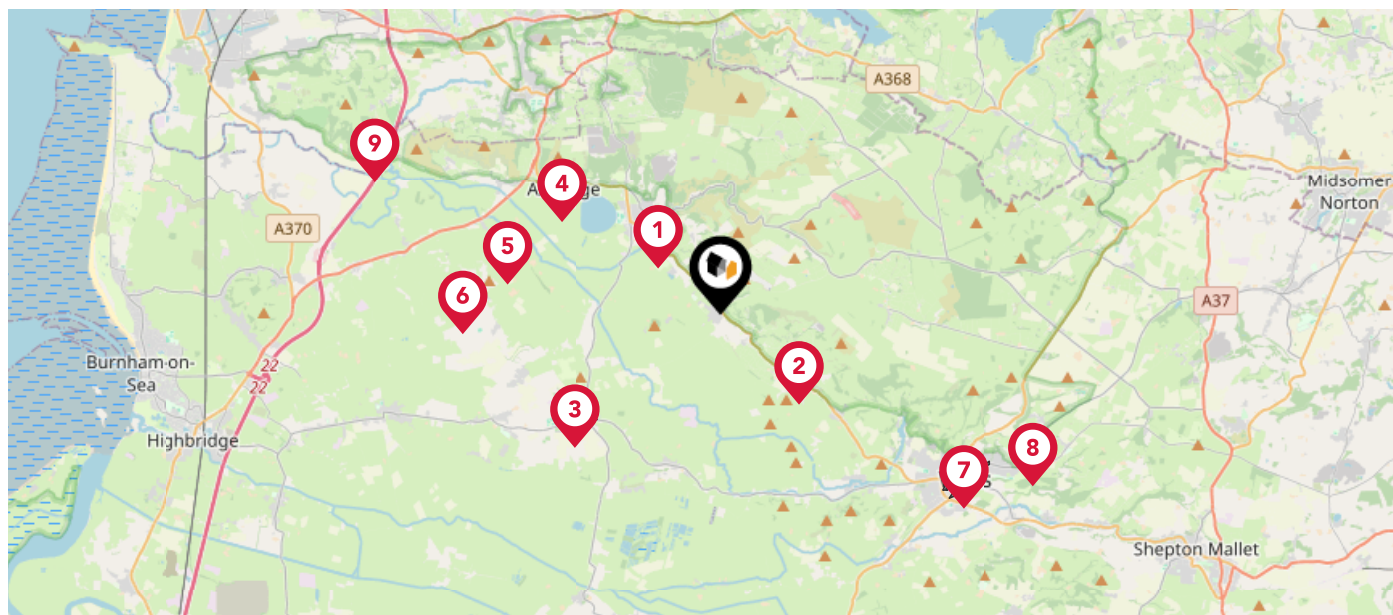 A368
9
4
Midsomer
Norton
A370
1
5
6
A37
Burnham-on-
Sea
22
22
2
3
Highbridge
8
7
Shepton Mallet